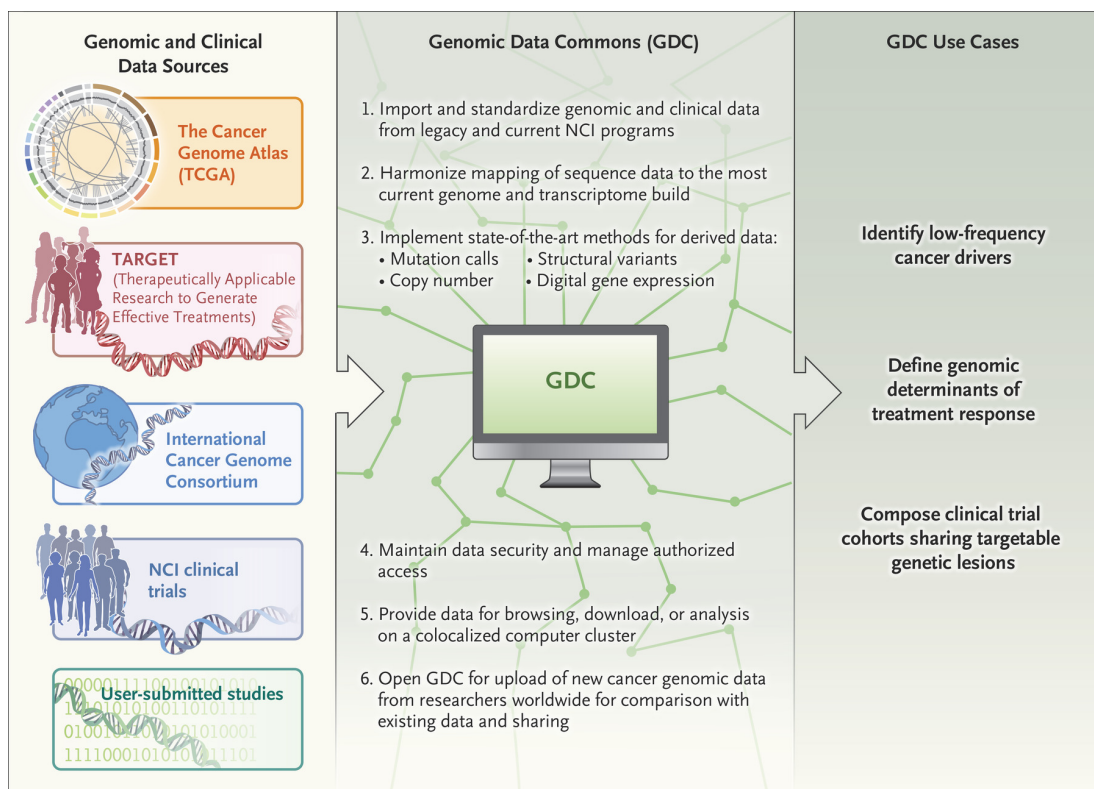 Genomic and Clinical
Data Sources
The Cancer
Genome Atlas
(TCGA)
TARGET
(Therapeutically Applicable
Research to Generate
Effective Treatments)
International
Cancer Genome
Consortium
NCI clinical
trials
User-submitted studies
Genomic Data Commons (GDC)
1. Import and standardize genomic and clinical data
from legacy and current NCI programs
2. Harmonize mapping of sequence data to the most
current genome and transcriptome build
3. Implement state-of-the-art methods for derived data:
• Mutation calls • Structural variants
• Copy number • Digital gene expression
GDC
4. Maintain data security and manage authorized
access
5. Provide data for browsing, download, or analysis
on a colocalized computer cluster
6. Open GDC for upload of new cancer genomic data
from researchers worldwide for comparison with
existing data and sharing
GDC Use Cases
Identify low-frequency
cancer drivers
Define genomic
determinants of
treatment response
Compose clinical trial
cohorts sharing targetable
genetic lesions